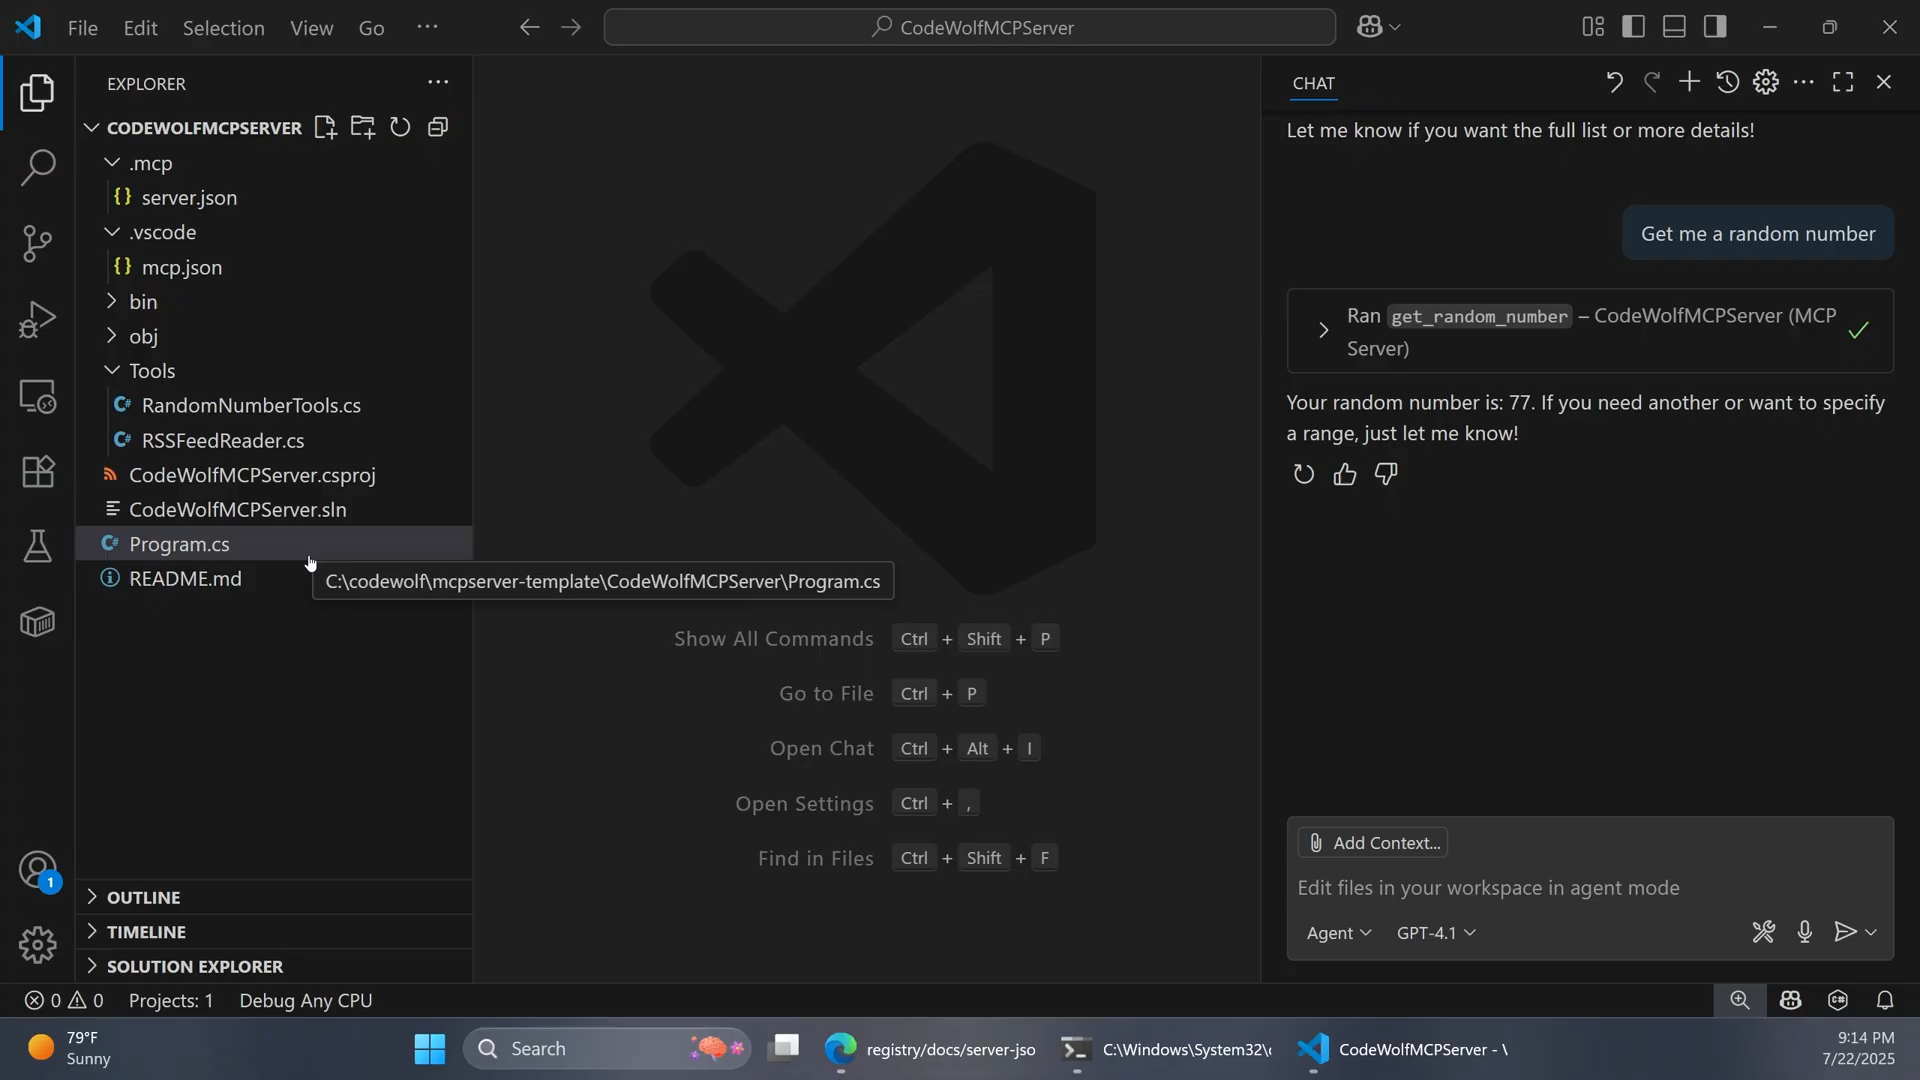 File Edit Selection View Go ···
CodeWolfMCPServer
EXPLORER
CODEWOLFMCPSERVER
.mcp
{} server.json
.vscode
{} mcp.json
bin
obj
Tools
C# RandomNumberTools.cs
C# RSSFeedReader.cs
CodeWolfMCPServer.csproj
CodeWolfMCPServer.sln
C# Program.cs
README.md
C:\codewolf\mcpserver-template\CodeWolfMCPServer\Program.cs
OUTLINE
TIMELINE
SOLUTION EXPLORER
1
Show All Commands Ctrl + Shift + P
Go to File Ctrl + P
Open Chat Ctrl + Alt + I
Open Settings Ctrl + ,
Find in Files Ctrl + Shift + F
CHAT
Let me know if you want the full list or more details!
Get me a random number
Ran get_random_number – CodeWolfMCPServer (MCP
Server)
Your random number is: 77. If you need another or want to specify
a range, just let me know!
Add Context...
Edit files in your workspace in agent mode
Agent GPT-4.1
0 0 Projects: 1 Debug Any CPU
79°F
Sunny
Search
registry/docs/server-jso
C:\Windows\System32\c
CodeWolfMCPServer - \
9:14 PM
7/22/2025